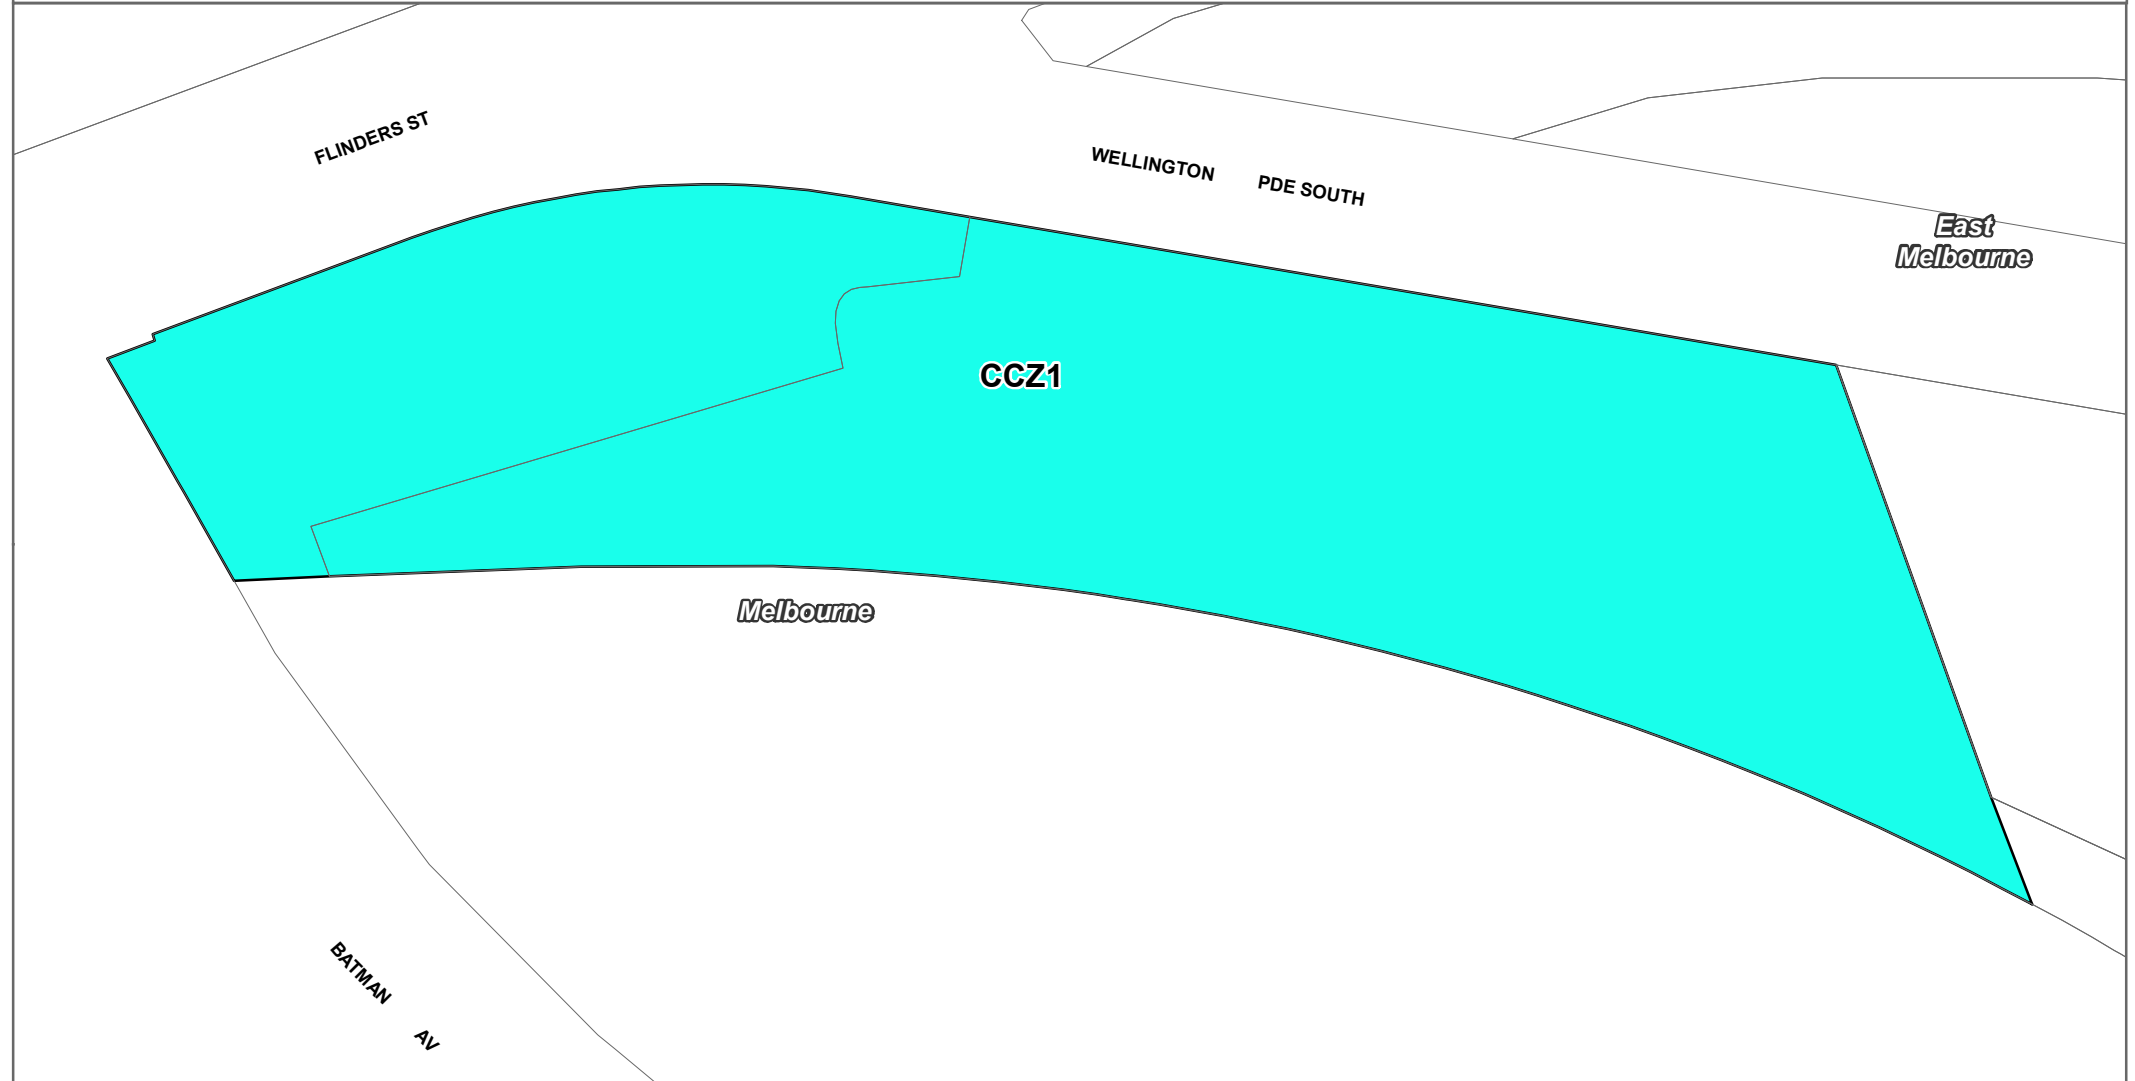 FLINDERS ST
WELLINGTON PDE SOUTH
East
Melbourne
CCZ1
Melbourne
BATMAN AV